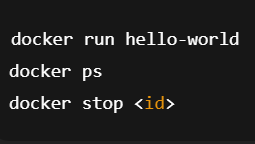 docker run hello-world
docker ps
docker stop <id>